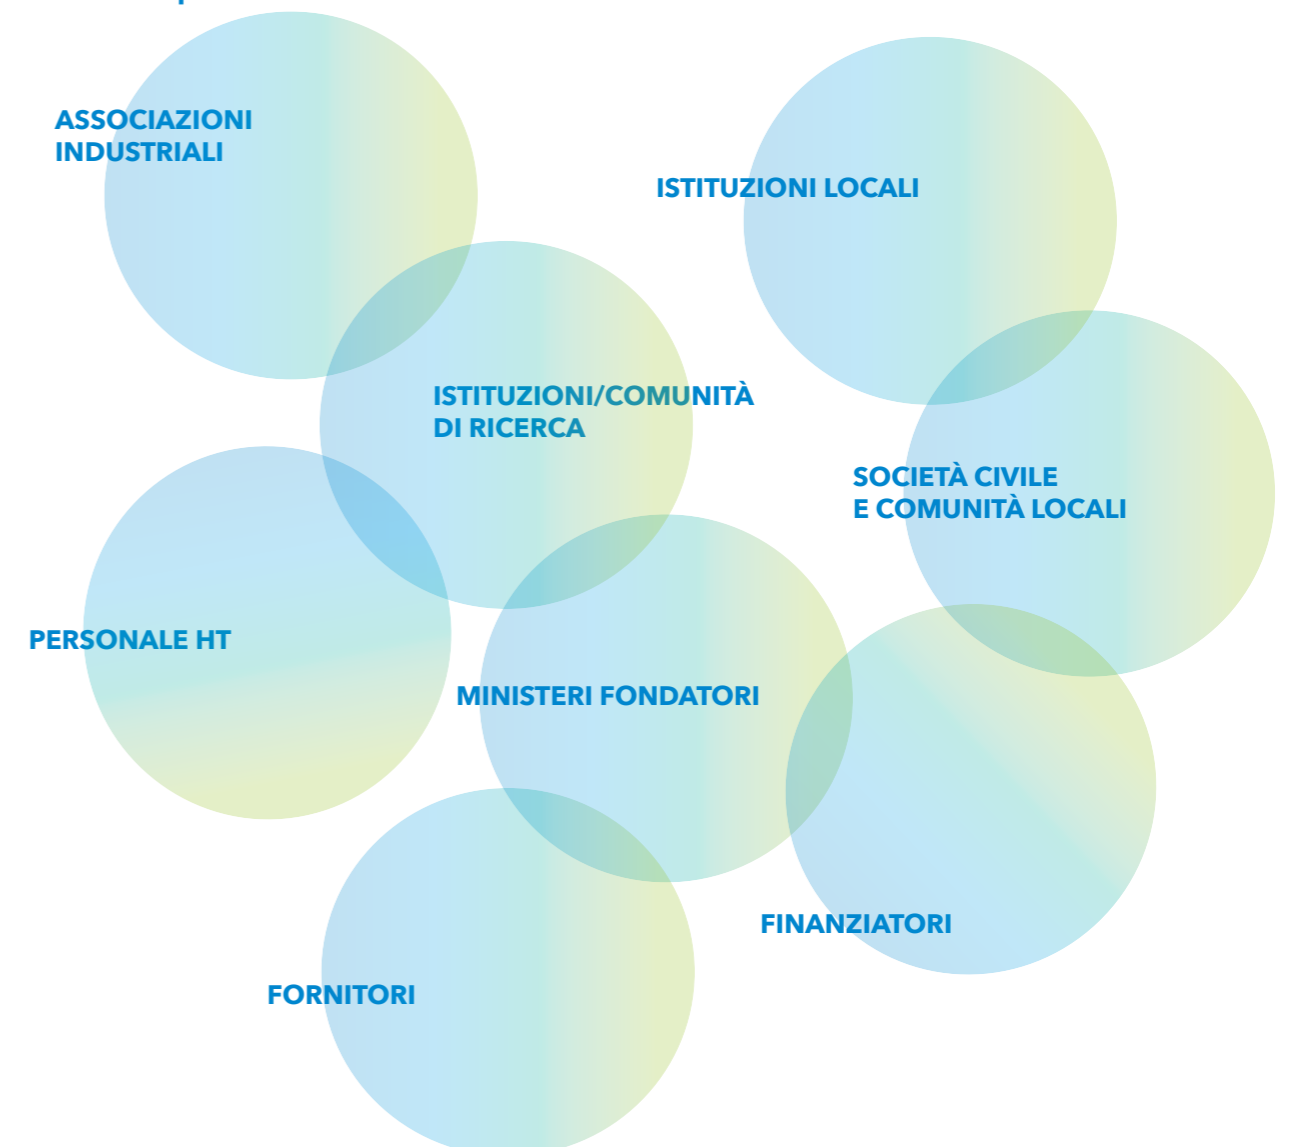 ASSOCIAZIONI
INDUSTRIALI
ISTITUZIONI LOCALI
ISTITUZIONI/COMUNITÀ
DI RICERCA
SOCIETÀ CIVILE
E COMUNITÀ LOCALI
PERSONALE HT
MINISTERI FONDATORI
FINANZIATORI
FORNITORI